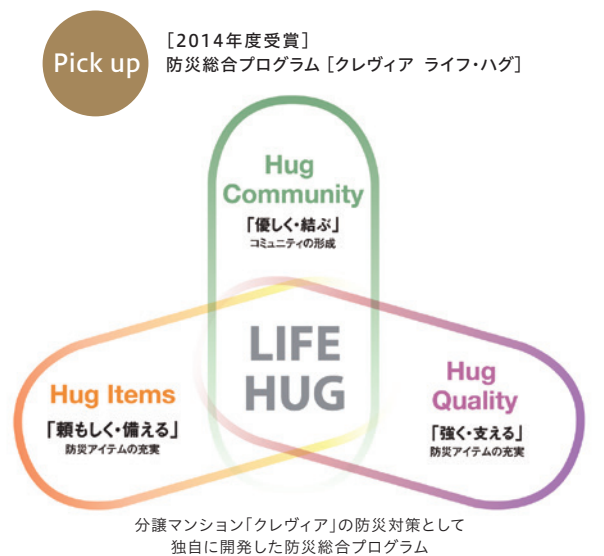 Pick up
[2014年度受賞]
防災総合プログラム [クレヴィア ライフ・ハグ]
Hug
Community
「優しく・結ぶ」
コミュニティの形成
LIFE
HUG
Hug Items
「頼もしく・備える」
防災アイテムの充実
Hug
Quality
「強く・支える」
防災アイテムの充実
分譲マンション「クレヴィア」の防災対策として
独自に開発した防災総合プログラム